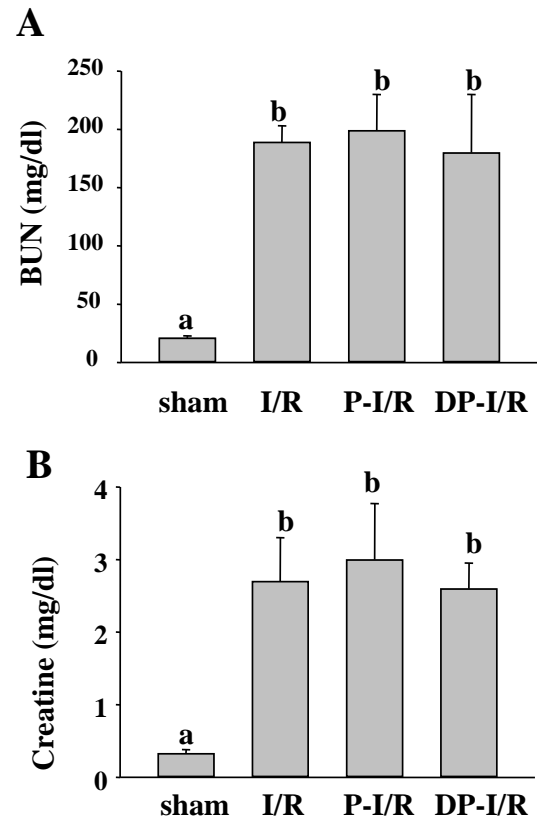 A
BUN (mg/dl)
250
200
150
100
50
0
a
b
b
b
sham I/R P-I/R DP-I/R
B
Creatine (mg/dl)
4
3
2
1
0
a
b
b
b
sham I/R P-I/R DP-I/R